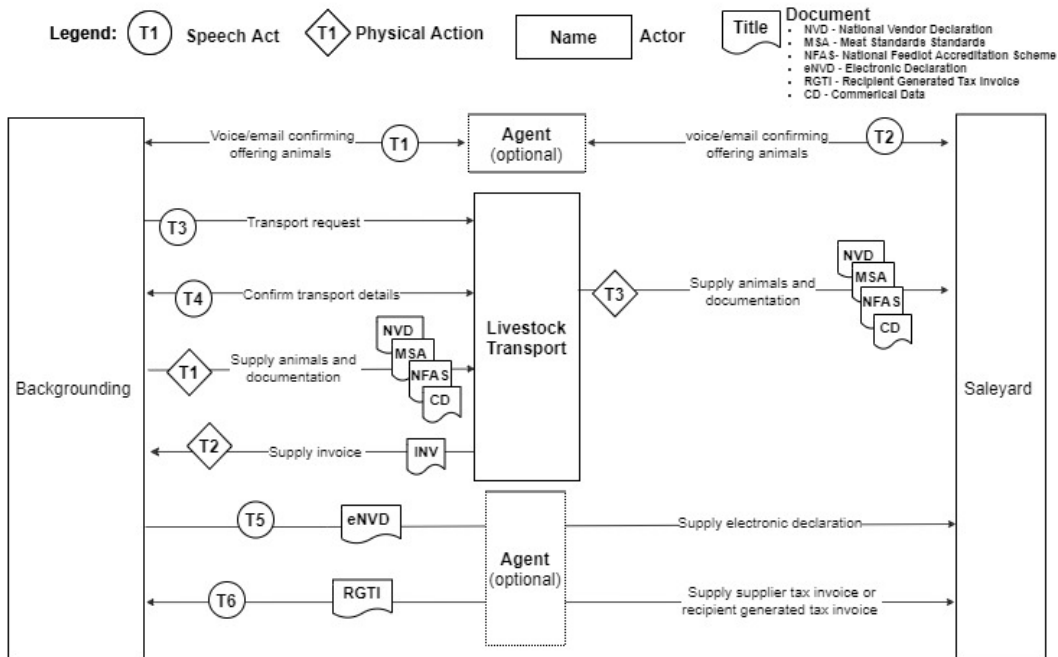 Legend: T1 Speech Act T1 Physical Action Name Actor Title Document
• NVD - National Vendor Declaration
• MSA - Meat Standards Standards
• NFAS- National Feedlot Accreditation Scheme
• eNVD - Electronic Declaration
• RGTI - Recipient Generated Tax Invoice
• CD - Commerical Data
Backgrounding
Voice/email confirming
offering animals
T1
Agent
(optional)
voice/email confirming
offering animals
T2
Saleyard
T3
Transport request
T4
Confirm transport details
Livestock
Transport
T3
Supply animals and
documentation
NVD
MSA
NFAS
CD
T1
Supply animals and
documentation
NVD
MSA
NFAS
CD
T2
Supply invoice
INV
T5
eNVD
Agent
(optional)
Supply electronic declaration
T6
RGTI
Supply supplier tax invoice or
recipient generated tax invoice